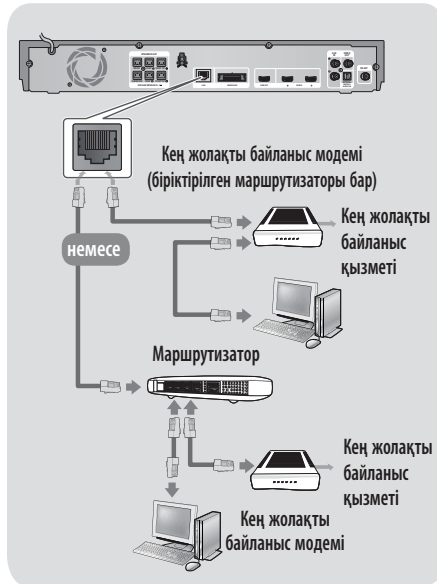 Кең жолақты байланыс модемі
(біріктірілген маршрутизаторы бар)
Кең жолақты
байланыс
қызметі
немесе
Маршрутизатор
Кең жолақты
байланыс
қызметі
Кең жолақты
байланыс модемі